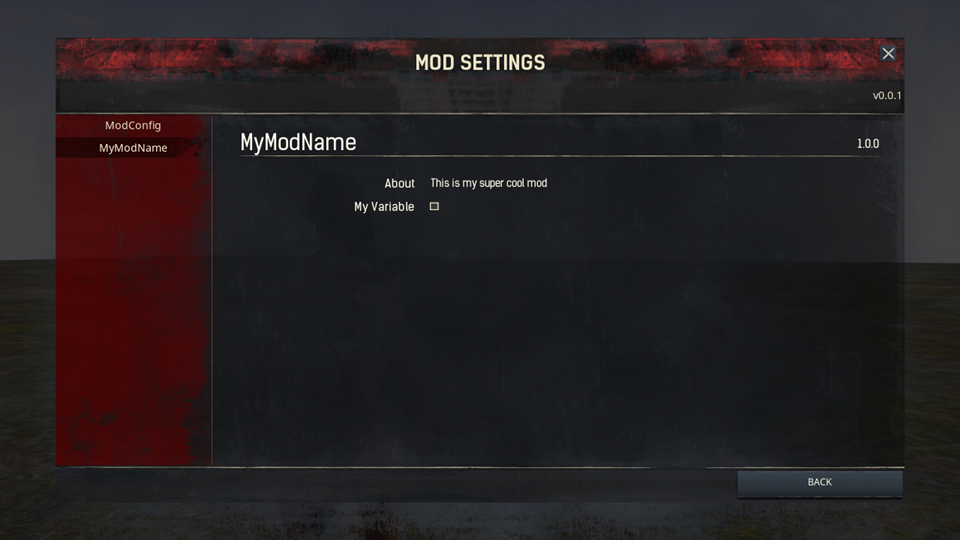 MOD SETTINGS
v0.0.1
ModConfig
MyModName
MyModName
1.0.0
About This is my super cool mod
My Variable
BACK